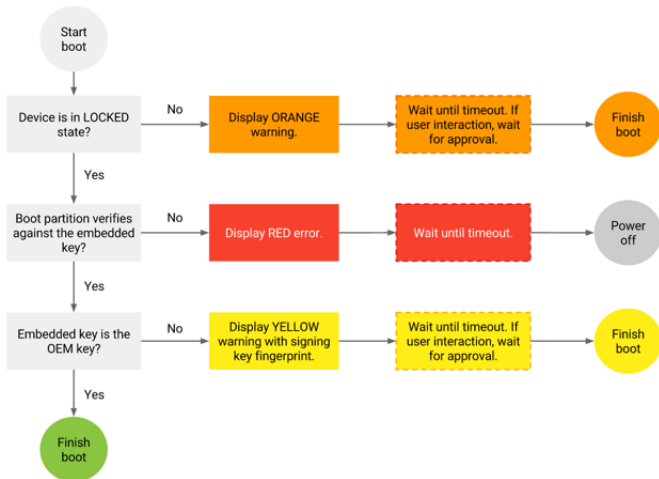 Start
boot
Device is in LOCKED
state?
No
Display ORANGE
warning.
Wait until timeout. If
user interaction, wait
for approval.
Finish
boot
Yes
Boot partition verifies
against the embedded
key?
No
Display RED error.
Wait until timeout.
Power
off
Yes
Embedded key is the
OEM key?
No
Display YELLOW
warning with signing
key fingerprint.
Wait until timeout. If
user interaction, wait
for approval.
Finish
boot
Yes
Finish
boot